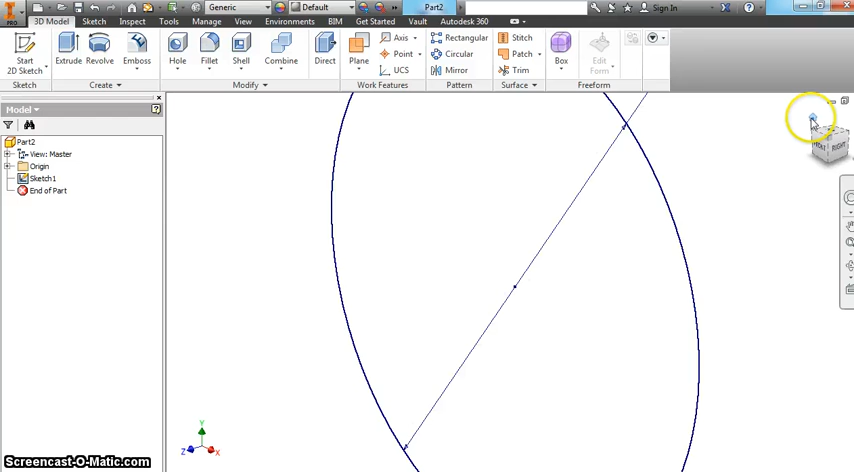 Generic
Default
Part2
Sign In
PRO
3D Model
Sketch
Inspect
Tools
Manage
View
Environments
BIM
Get Started
Vault
Autodesk 360
Start
2D Sketch
Extrude
Revolve
Emboss
Hole
Fillet
Shell
Combine
Direct
Plane
Axis
Point
UCS
Rectangular
Circular
Mirror
Stitch
Patch
Trim
Box
Edit
Form
Sketch
Create
Modify
Work Features
Pattern
Surface
Freeform
Model
Part2
View: Master
Origin
Sketch1
End of Part
RIGHT
Y
Z
X
Screencast-O-Matic.com